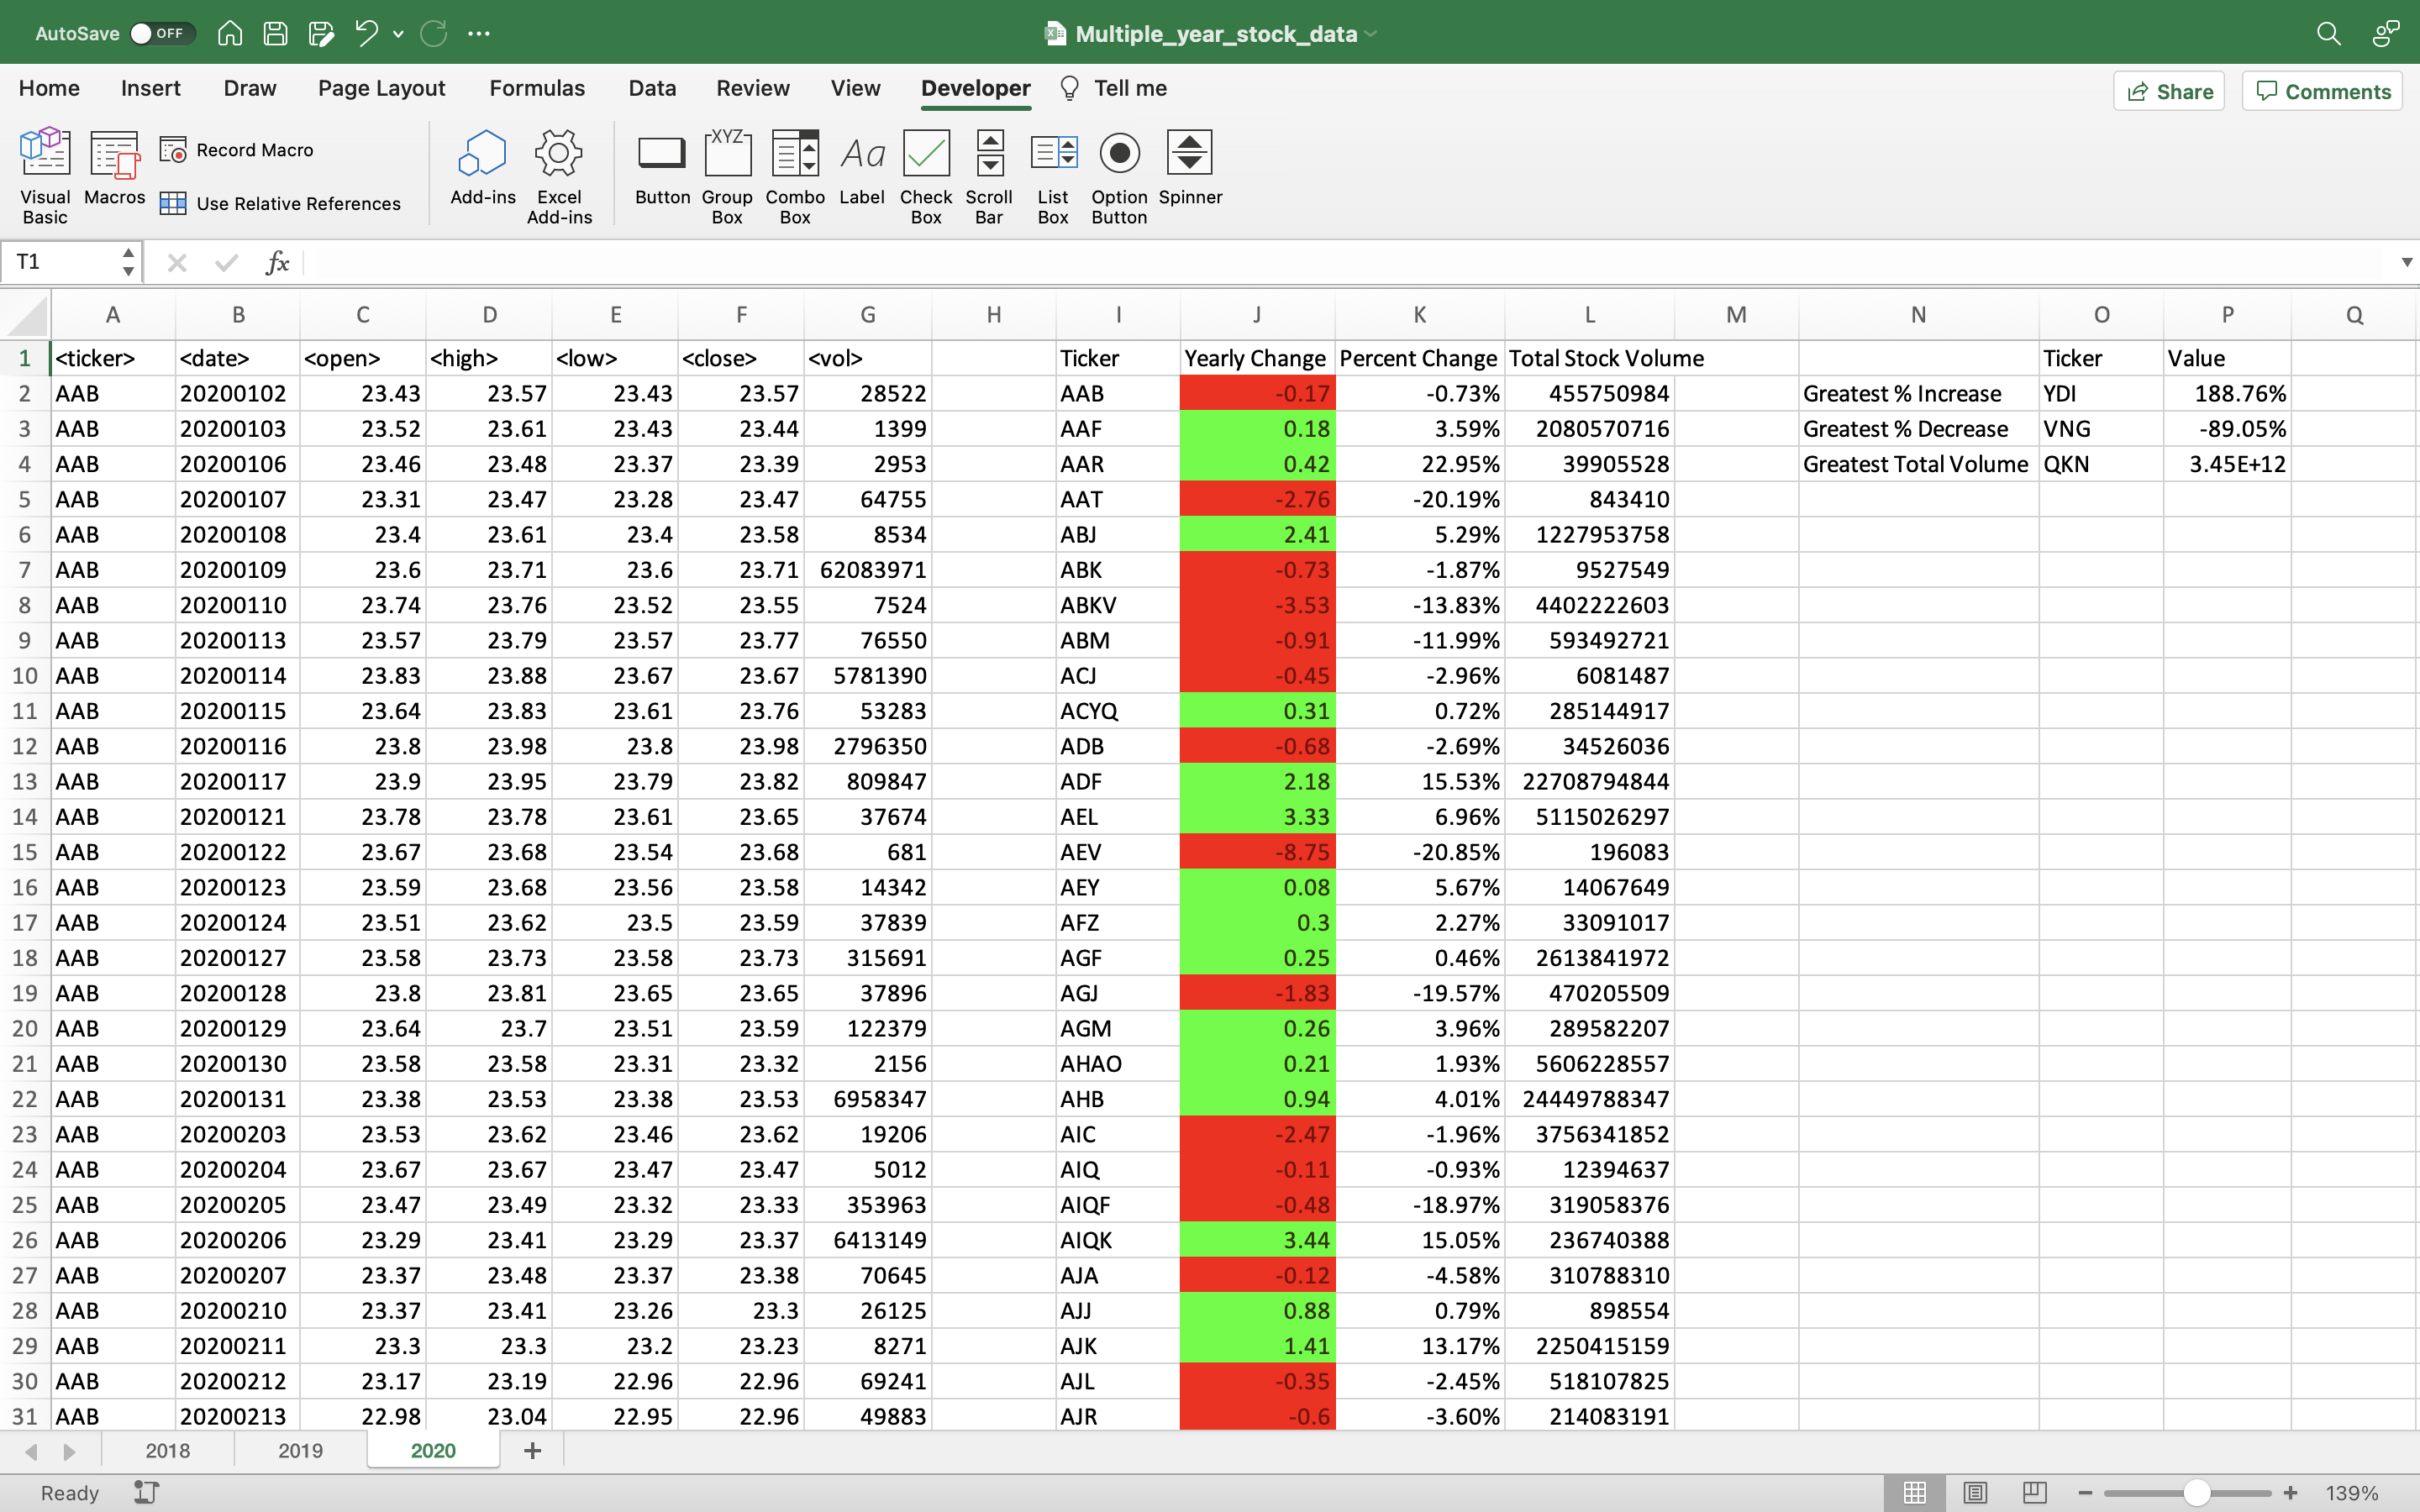 AutoSave OFF Multiple_year_stock_data
Home Insert Draw Page Layout Formulas Data Review View Developer Tell me Share Comments
Visual Basic Macros Record Macro Use Relative References Add-ins Excel Add-ins Button XYZ Group Box Combo Box Aa Label Check Box Scroll Bar List Box Option Button Spinner
T1 fx
A B C D E F G H I J K L M N O P Q
1 <ticker> <date> <open> <high> <low> <close> <vol> Ticker Yearly Change Percent Change Total Stock Volume Ticker Value
2 AAB 20200102 23.43 23.57 23.43 23.57 28522 AAB -0.17 -0.73% 455750984 Greatest % Increase YDI 188.76%
3 AAB 20200103 23.52 23.61 23.43 23.44 1399 AAF 0.18 3.59% 2080570716 Greatest % Decrease VNG -89.05%
4 AAB 20200106 23.46 23.48 23.37 23.39 2953 AAR 0.42 22.95% 39905528 Greatest Total Volume QKN 3.45E+12
5 AAB 20200107 23.31 23.47 23.28 23.47 64755 AAT -2.76 -20.19% 843410
6 AAB 20200108 23.4 23.61 23.4 23.58 8534 ABJ 2.41 5.29% 1227953758
7 AAB 20200109 23.6 23.71 23.6 23.71 62083971 ABK -0.73 -1.87% 9527549
8 AAB 20200110 23.74 23.76 23.52 23.55 7524 ABKV -3.53 -13.83% 4402222603
9 AAB 20200113 23.57 23.79 23.57 23.77 76550 ABM -0.91 -11.99% 593492721
10 AAB 20200114 23.83 23.88 23.67 23.67 5781390 ACJ -0.45 -2.96% 6081487
11 AAB 20200115 23.64 23.83 23.61 23.76 53283 ACYQ 0.31 0.72% 285144917
12 AAB 20200116 23.8 23.98 23.8 23.98 2796350 ADB -0.68 -2.69% 34526036
13 AAB 20200117 23.9 23.95 23.79 23.82 809847 ADF 2.18 15.53% 22708794844
14 AAB 20200121 23.78 23.78 23.61 23.65 37674 AEL 3.33 6.96% 5115026297
15 AAB 20200122 23.67 23.68 23.54 23.68 681 AEV -8.75 -20.85% 196083
16 AAB 20200123 23.59 23.68 23.56 23.58 14342 AEY 0.08 5.67% 14067649
17 AAB 20200124 23.51 23.62 23.5 23.59 37839 AFZ 0.3 2.27% 33091017
18 AAB 20200127 23.58 23.73 23.58 23.73 315691 AGF 0.25 0.46% 2613841972
19 AAB 20200128 23.8 23.81 23.65 23.65 37896 AGJ -1.83 -19.57% 470205509
20 AAB 20200129 23.64 23.7 23.51 23.59 122379 AGM 0.26 3.96% 289582207
21 AAB 20200130 23.58 23.58 23.31 23.32 2156 AHAO 0.21 1.93% 5606228557
22 AAB 20200131 23.38 23.53 23.38 23.53 6958347 AHB 0.94 4.01% 24449788347
23 AAB 20200203 23.53 23.62 23.46 23.62 19206 AIC -2.47 -1.96% 3756341852
24 AAB 20200204 23.67 23.67 23.47 23.47 5012 AIQ -0.11 -0.93% 12394637
25 AAB 20200205 23.47 23.49 23.32 23.33 353963 AIQF -0.48 -18.97% 319058376
26 AAB 20200206 23.29 23.41 23.29 23.37 6413149 AIQK 3.44 15.05% 236740388
27 AAB 20200207 23.37 23.48 23.37 23.38 70645 AJA -0.12 -4.58% 310788310
28 AAB 20200210 23.37 23.41 23.26 23.3 26125 AJJ 0.88 0.79% 898554
29 AAB 20200211 23.3 23.3 23.2 23.23 8271 AJK 1.41 13.17% 2250415159
30 AAB 20200212 23.17 23.19 22.96 22.96 69241 AJL -0.35 -2.45% 518107825
31 AAB 20200213 22.98 23.04 22.95 22.96 49883 AJR -0.6 -3.60% 214083191
2018 2019 2020 +
Ready 139%